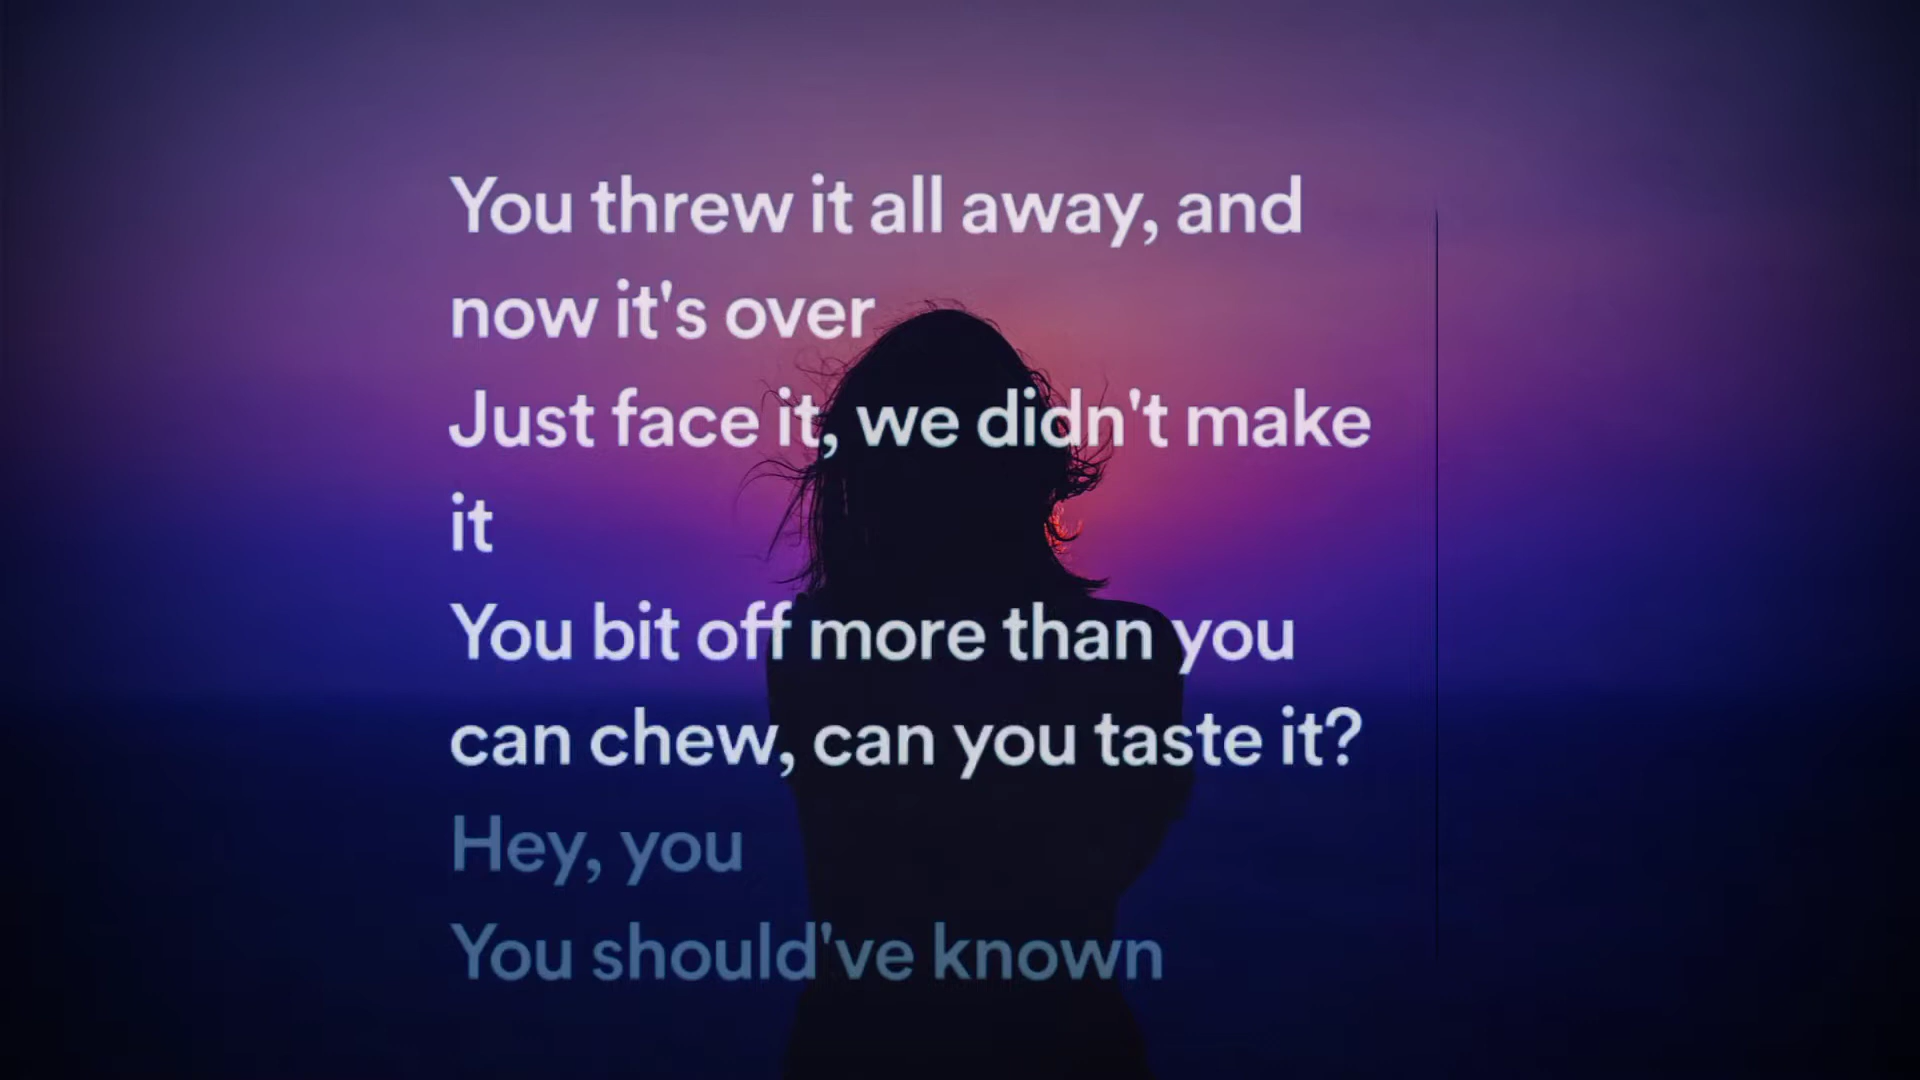 You threw it all away, and
now it's over
Just face it, we didn't make
it
You bit off more than you
can chew, can you taste it?
Hey, you
You should've known